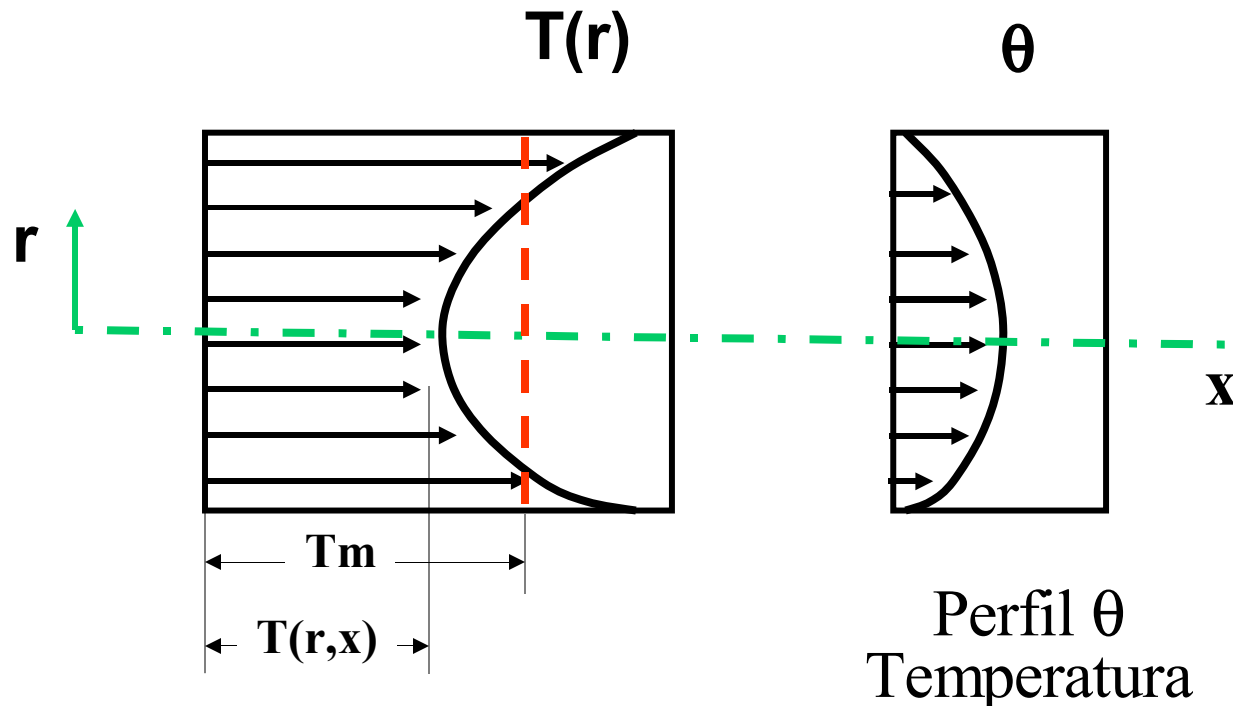 T(r)
θ
r
x
Tm
T(r,x)
Perfil θ
Temperatura